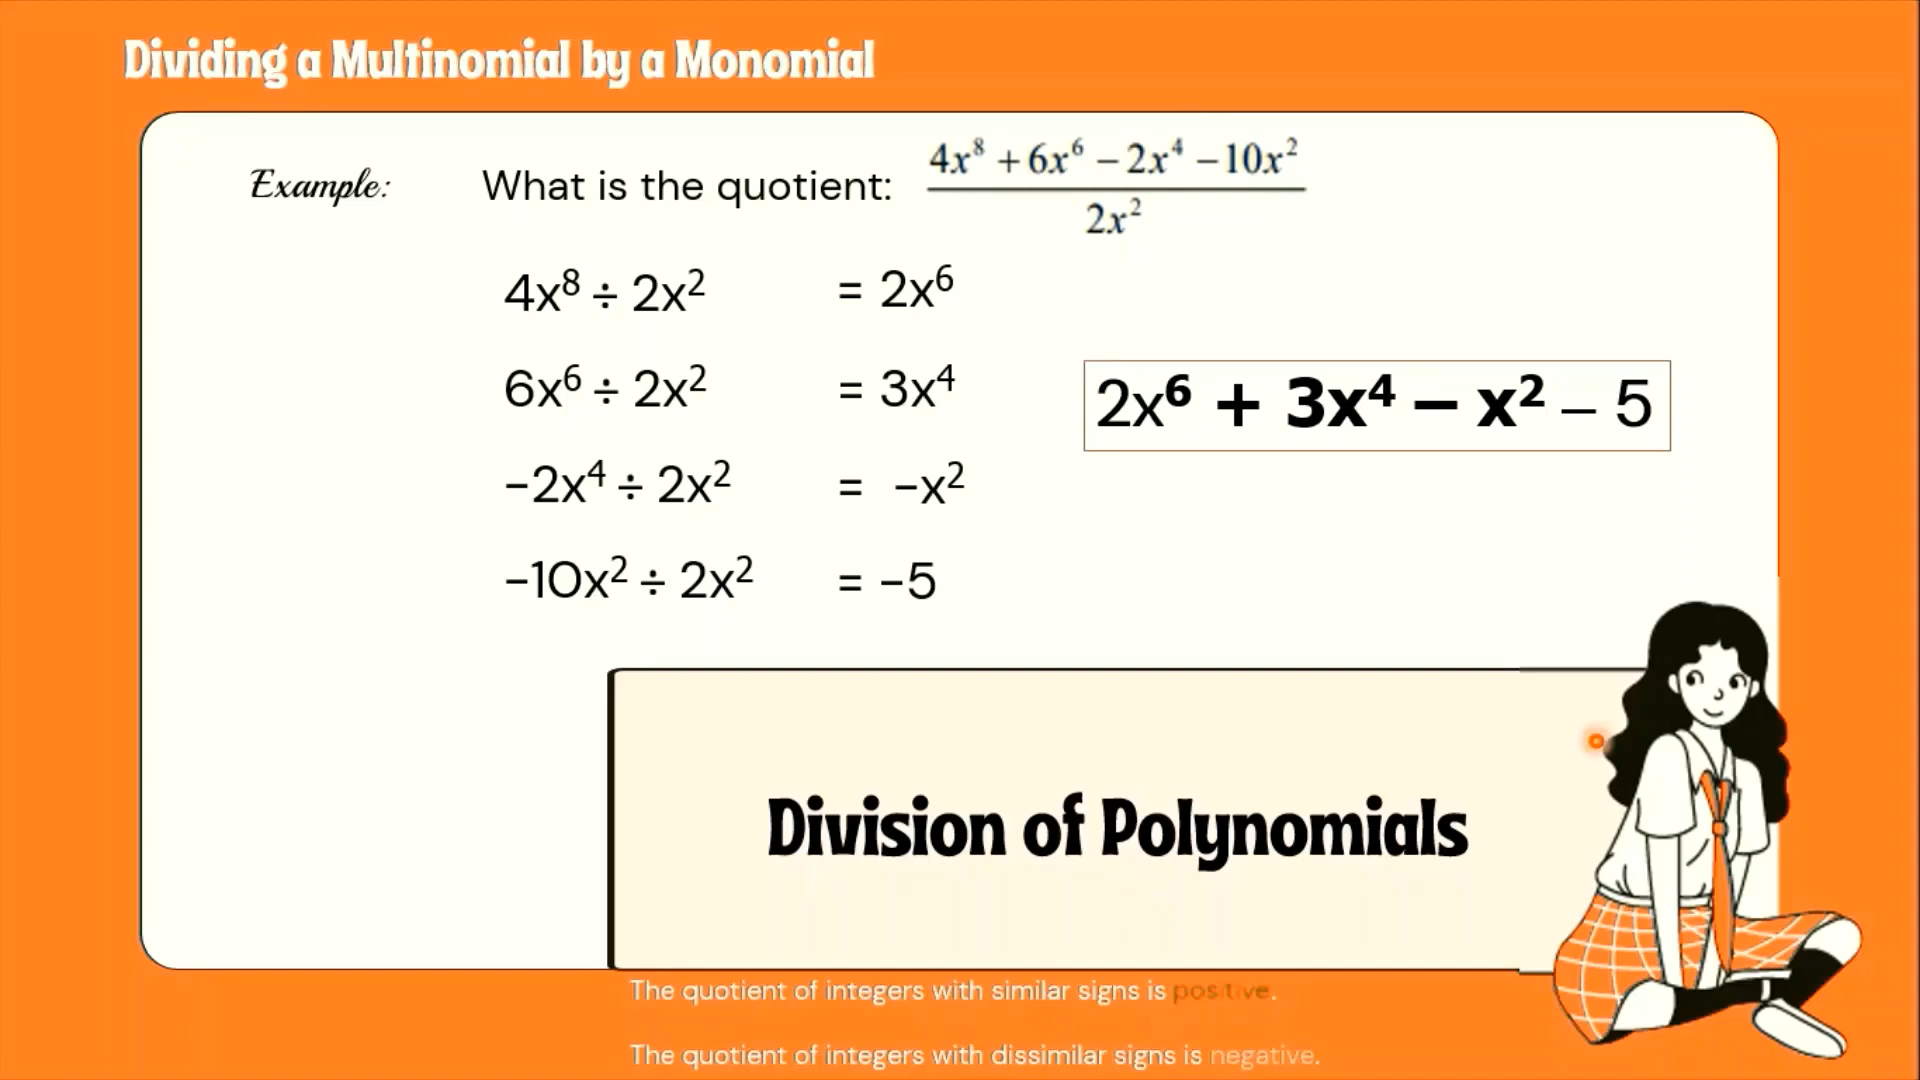 Dividing a Multinomial by a Monomial
Example: What is the quotient: (4x⁸ + 6x⁶ − 2x⁴ − 10x²) / 2x²
4x⁸ ÷ 2x² = 2x⁶
6x⁶ ÷ 2x² = 3x⁴
2x⁶ + 3x⁴ − x² – 5
-2x⁴ ÷ 2x² = -x²
-10x² ÷ 2x² = -5
Division of Polynomials
The quotient of integers with similar signs is positive.
The quotient of integers with dissimilar signs is negative.